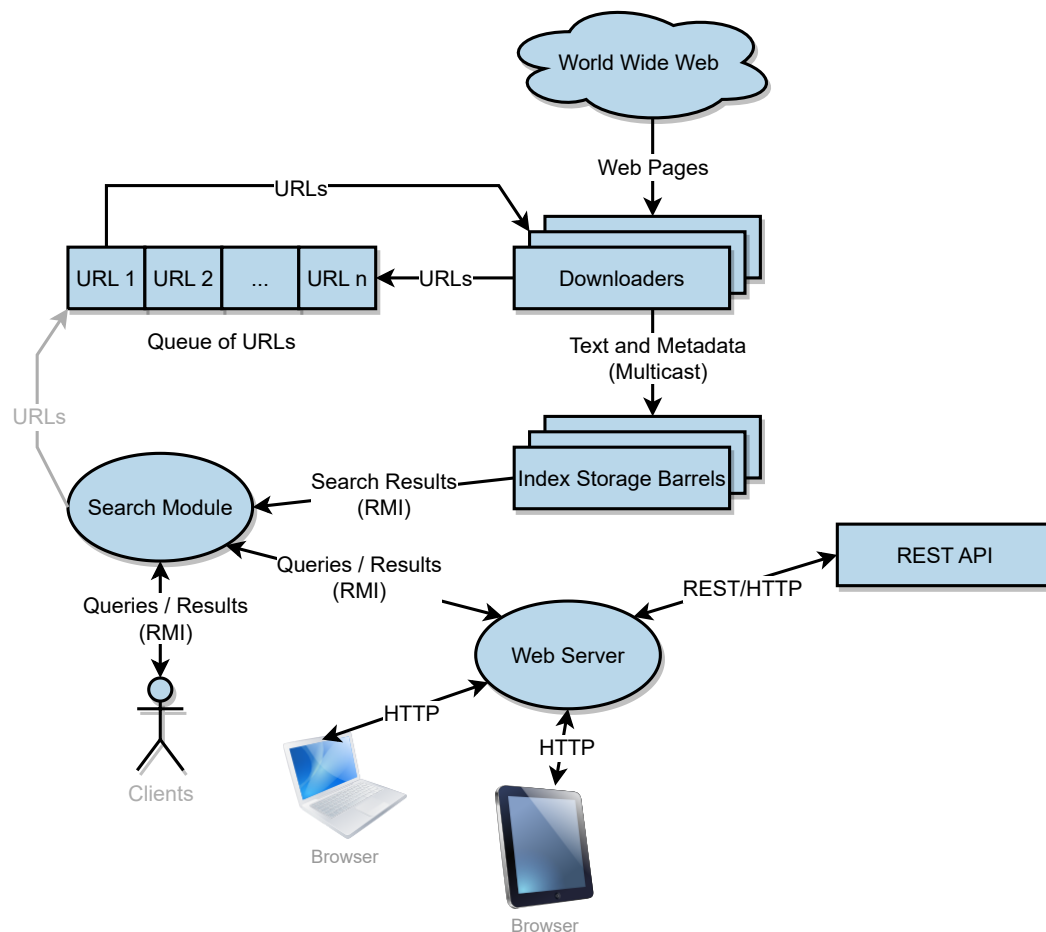 World Wide Web
Web Pages
URLs
URL 1
URL 2
...
URL n
URLs
Downloaders
Queue of URLs
Text and Metadata
(Multicast)
URLs
Search Module
Search Results
(RMI)
Index Storage Barrels
Queries / Results
(RMI)
REST API
REST/HTTP
Queries / Results
(RMI)
Web Server
HTTP
HTTP
Clients
Browser
Browser